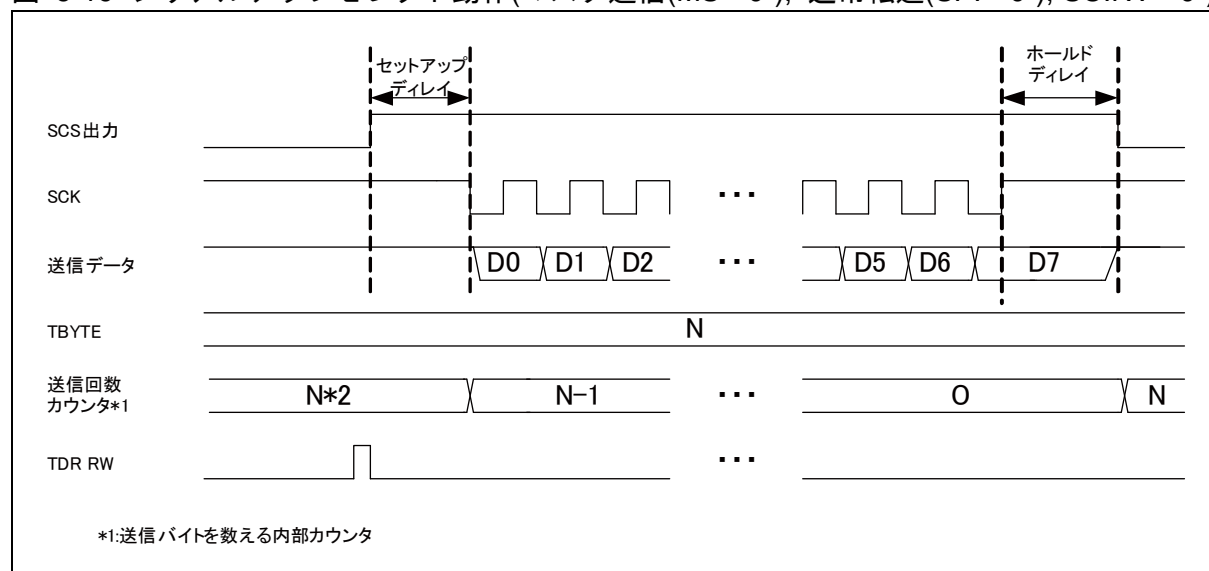 セットアップ
ディレイ
ホールド
ディレイ
SCS出力
SCK
...
送信データ
D0 D1 D2 ... D5 D6 D7
TBYTE
N
送信回数
カウンタ*1
N*2 N-1 ... 0 N
TDR RW
...
*1:送信バイトを数える内部カウンタ